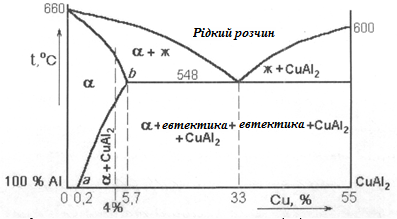 660
Рідкий розчин
600
t,°C
α + ж
548
ж + CuAl₂
α
b
α + евтектика + евтектика + CuAl₂
+ CuAl₂
α + CuAl₂
100 % Al
a
CuAl₂
0 0,2 5,7 33 Cu, % 55
4%